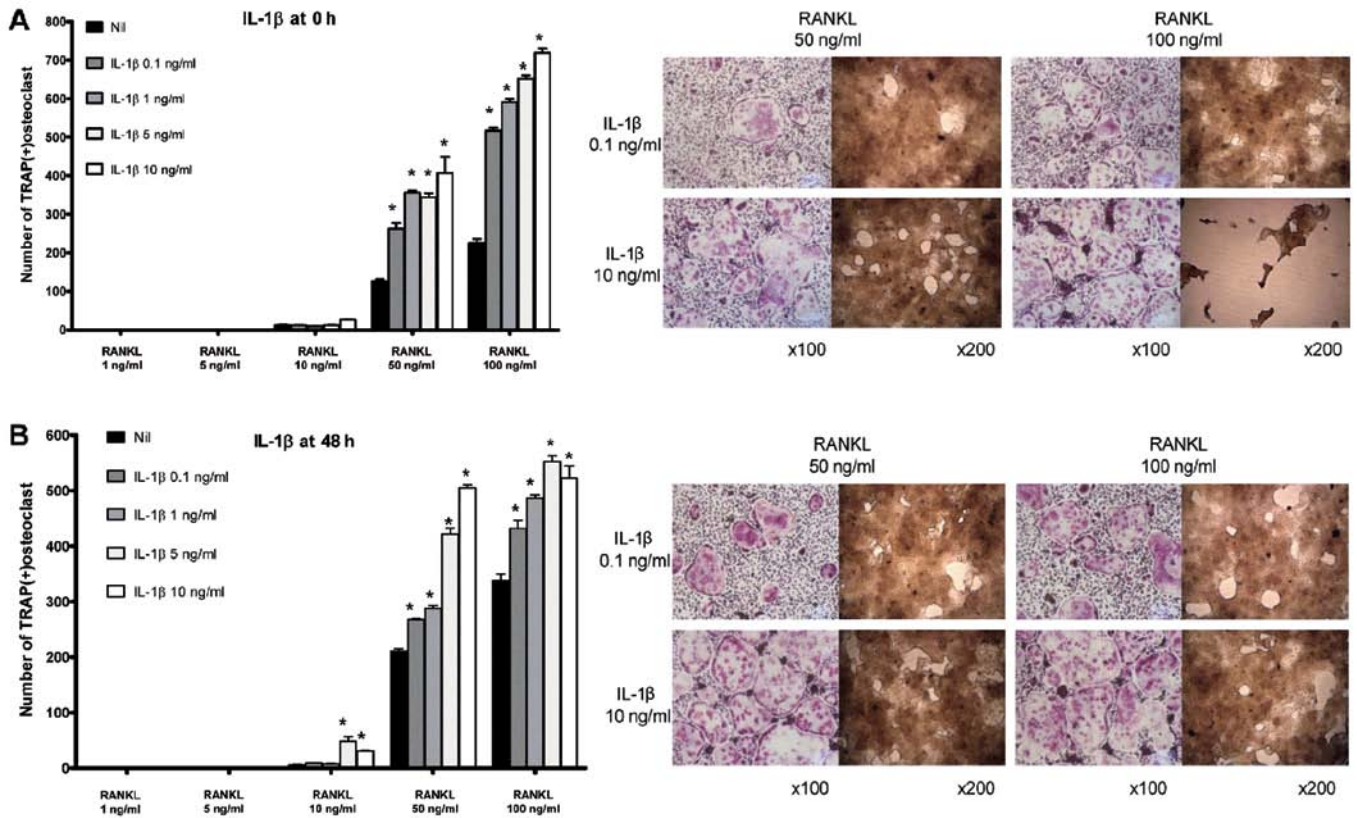 A
IL-1β at 0 h
Number of TRAP(+)osteoclast
800
700
600
500
400
300
200
100
0
Nil
IL-1β 0.1 ng/ml
IL-1β 1 ng/ml
IL-1β 5 ng/ml
IL-1β 10 ng/ml
* * * *
* * * *
RANKL
1 ng/ml
RANKL
5 ng/ml
RANKL
10 ng/ml
RANKL
50 ng/ml
RANKL
100 ng/ml
RANKL
50 ng/ml
RANKL
100 ng/ml
IL-1β
0.1 ng/ml
IL-1β
10 ng/ml
x100 x200 x100 x200
B
IL-1β at 48 h
Number of TRAP(+)osteoclast
600
500
400
300
200
100
0
Nil
IL-1β 0.1 ng/ml
IL-1β 1 ng/ml
IL-1β 5 ng/ml
IL-1β 10 ng/ml
* *
* * * *
* * * *
RANKL
1 ng/ml
RANKL
5 ng/ml
RANKL
10 ng/ml
RANKL
50 ng/ml
RANKL
100 ng/ml
RANKL
50 ng/ml
RANKL
100 ng/ml
IL-1β
0.1 ng/ml
IL-1β
10 ng/ml
x100 x200 x100 x200